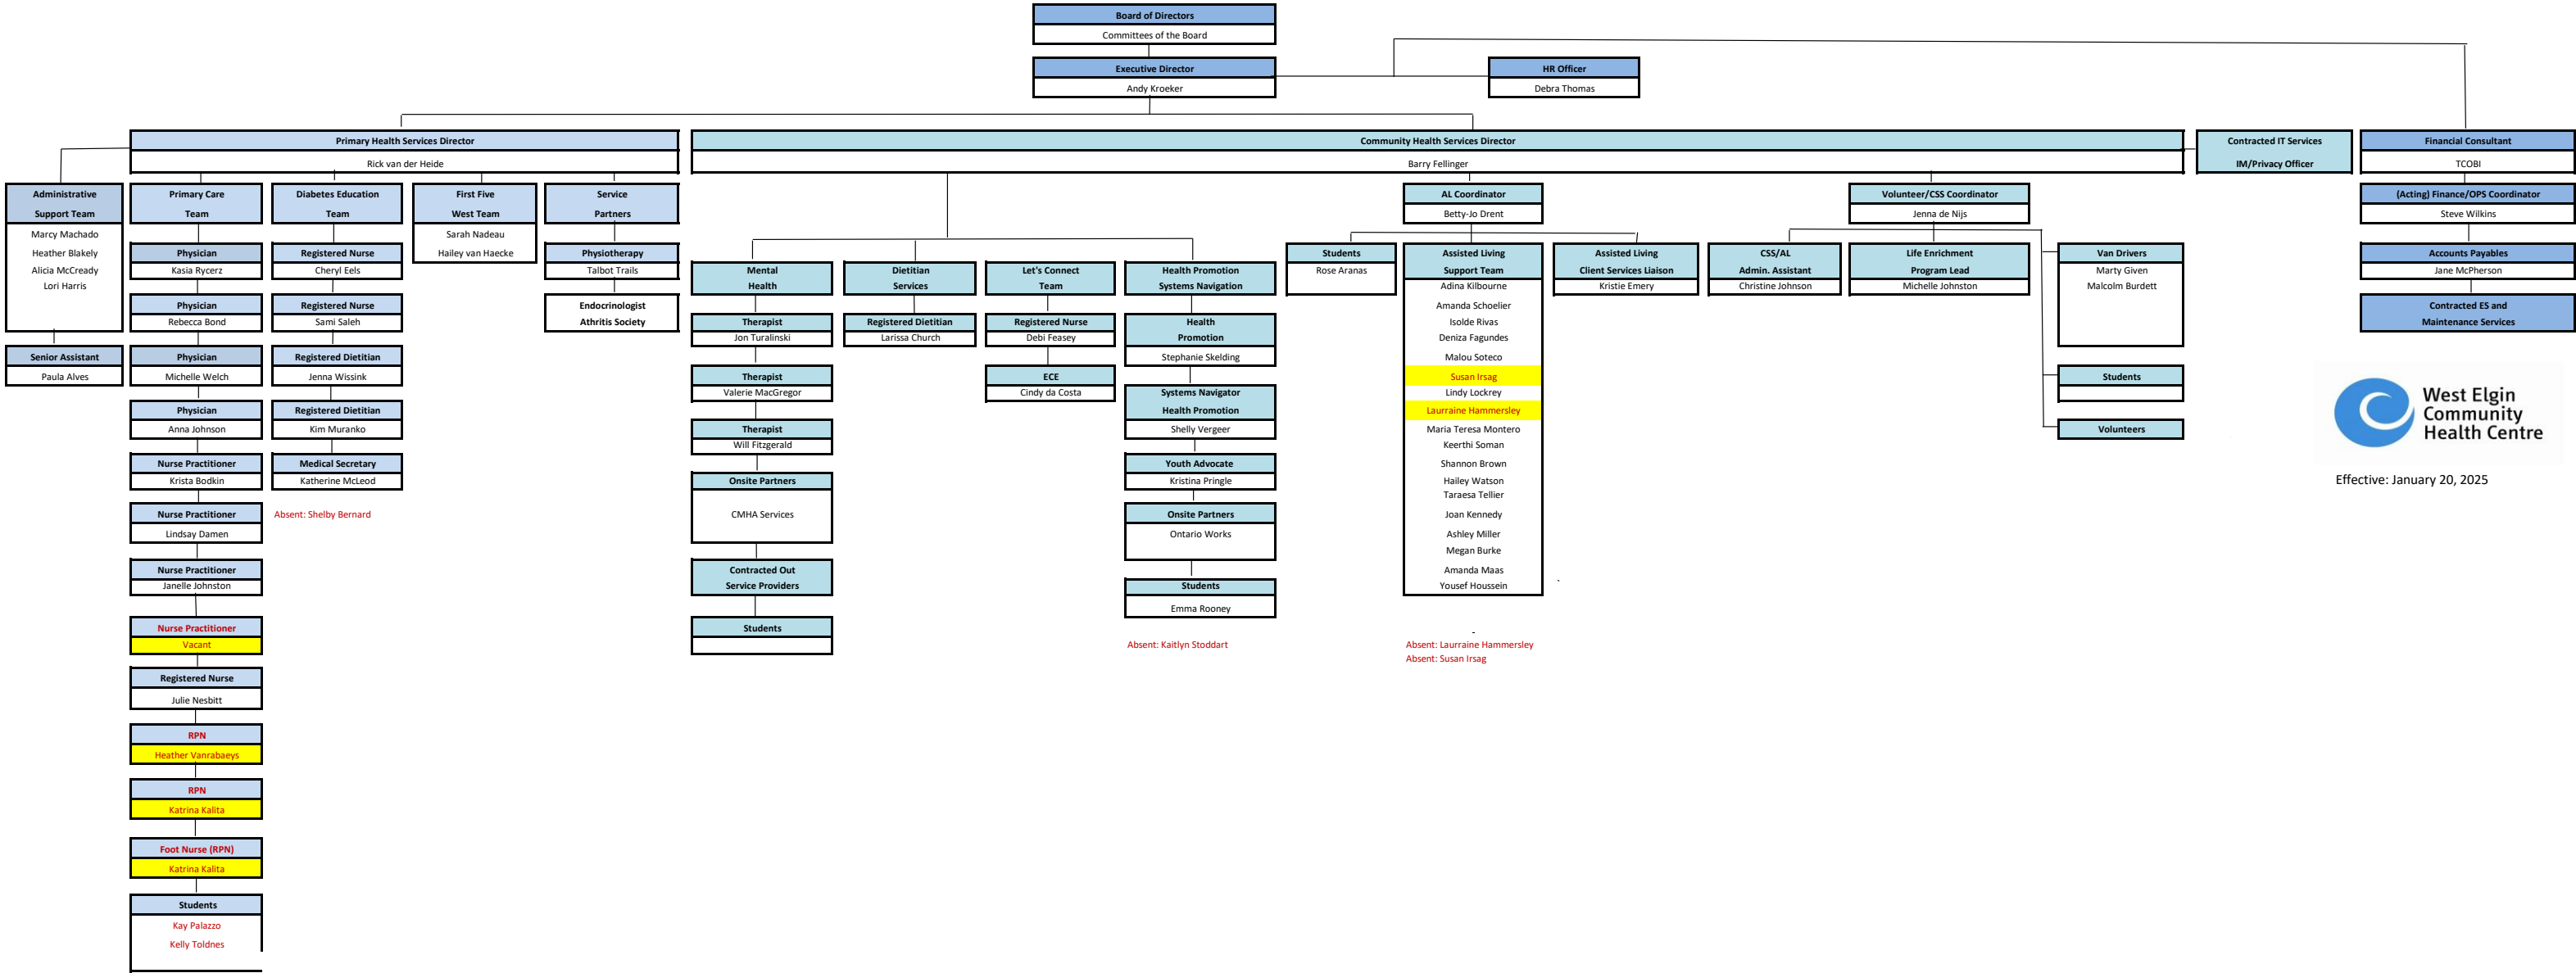 Board of Directors
Committees of the Board
Executive Director
Andy Kroeker
HR Officer
Debra Thomas
Primary Health Services Director
Rick van der Heide
Community Health Services Director
Barry Fellinger
Contracted IT Services
IM/Privacy Officer
Financial Consultant
TCOBI
Administrative
Support Team
Marcy Machado
Heather Blakely
Alicia McCready
Lori Harris
Senior Assistant
Paula Alves
Primary Care
Team
Physician
Kasia Rycerz
Physician
Rebecca Bond
Physician
Michelle Welch
Physician
Anna Johnson
Nurse Practitioner
Krista Bodkin
Nurse Practitioner
Lindsay Damen
Nurse Practitioner
Janelle Johnston
Nurse Practitioner
Vacant
Registered Nurse
Julie Nesbitt
RPN
Heather Vanrabaeys
RPN
Katrina Kalita
Foot Nurse (RPN)
Katrina Kalita
Students
Kay Palazzo
Kelly Toldnes
Diabetes Education
Team
Registered Nurse
Cheryl Eels
Registered Nurse
Sami Saleh
Registered Dietitian
Jenna Wissink
Registered Dietitian
Kim Muranko
Medical Secretary
Katherine McLeod
Absent: Shelby Bernard
First Five
West Team
Sarah Nadeau
Hailey van Haecke
Service
Partners
Physiotherapy
Talbot Trails
Endocrinologist
Athritis Society
Mental
Health
Therapist
Jon Turalinski
Therapist
Valerie MacGregor
Therapist
Will Fitzgerald
Onsite Partners
CMHA Services
Contracted Out
Service Providers
Students
Dietitian
Services
Registered Dietitian
Larissa Church
Let's Connect
Team
Registered Nurse
Debi Feasey
ECE
Cindy da Costa
Health Promotion
Systems Navigation
Health
Promotion
Stephanie Skelding
Systems Navigator
Health Promotion
Shelly Vergeer
Youth Advocate
Kristina Pringle
Onsite Partners
Ontario Works
Students
Emma Rooney
Absent: Kaitlyn Stoddart
AL Coordinator
Betty-Jo Drent
Students
Rose Aranas
Assisted Living
Support Team
Adina Kilbourne
Amanda Schoelier
Isolde Rivas
Deniza Fagundes
Malou Soteco
Susan Irsag
Lindy Lockrey
Laurraine Hammersley
Maria Teresa Montero
Keerthi Soman
Shannon Brown
Hailey Watson
Taraesa Tellier
Joan Kennedy
Ashley Miller
Megan Burke
Amanda Maas
Yousef Houssein
Absent: Laurraine Hammersley
Absent: Susan Irsag
Assisted Living
Client Services Liaison
Kristie Emery
Volunteer/CSS Coordinator
Jenna de Nijs
CSS/AL
Admin. Assistant
Christine Johnson
Life Enrichment
Program Lead
Michelle Johnston
Van Drivers
Marty Given
Malcolm Burdett
Students
Volunteers
(Acting) Finance/OPS Coordinator
Steve Wilkins
Accounts Payables
Jane McPherson
Contracted ES and
Maintenance Services
West Elgin
Community
Health Centre
Effective: January 20, 2025